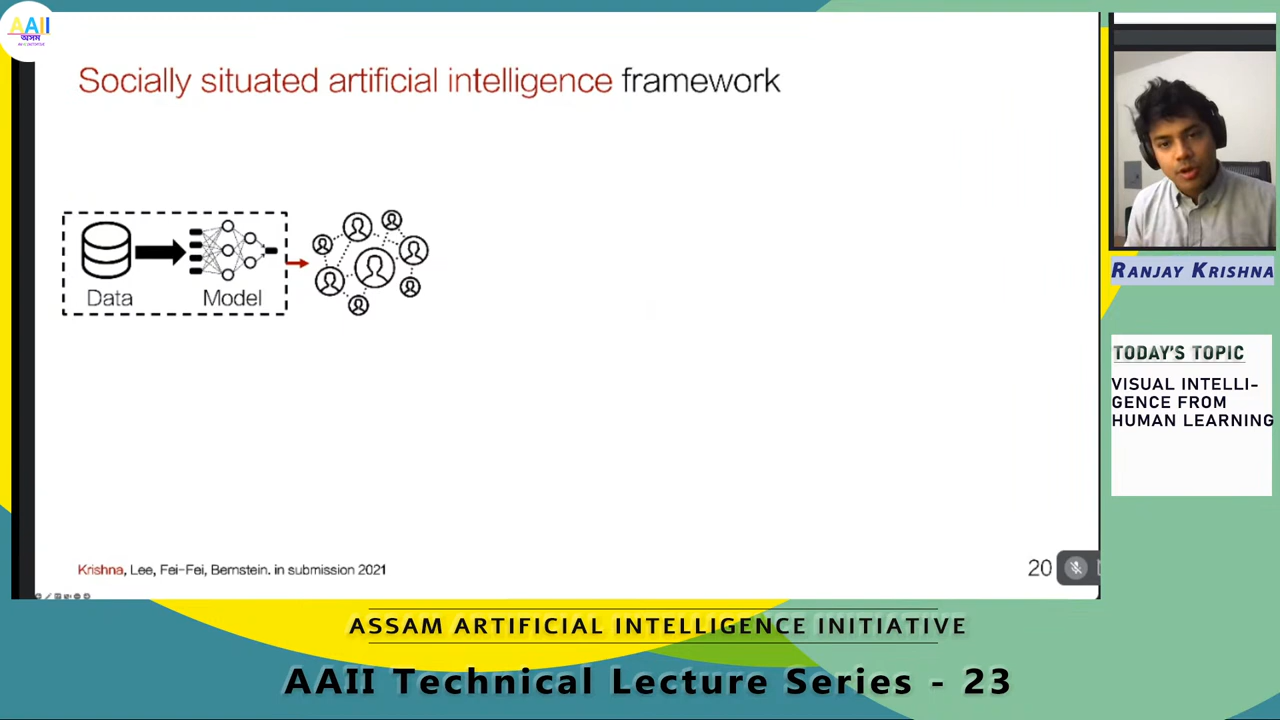 AAII
অসম
Socially situated artificial intelligence framework
Data
Model
Krishna, Lee, Fei-Fei, Bernstein. in submission 2021
20
RANJAY KRISHNA
TODAY'S TOPIC
VISUAL INTELLI-
GENCE FROM
HUMAN LEARNING
ASSAM ARTIFICIAL INTELLIGENCE INITIATIVE
AAII Technical Lecture Series - 23